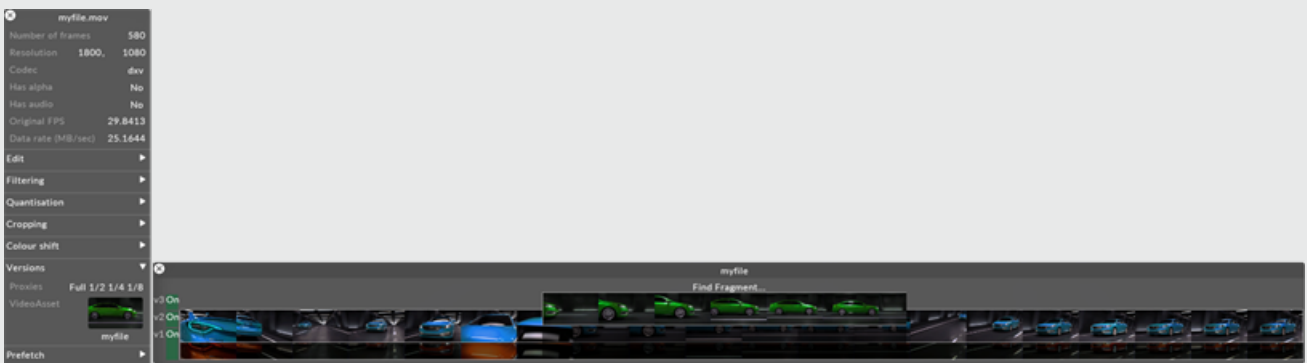 myfile.mov
Number of frames 580
Resolution 1800, 1080
Codec dxv
Has alpha No
Has audio No
Original FPS 29.8413
Data rate (MB/sec) 25.1644
Edit
Filtering
Quantisation
Cropping
Colour shift
Versions
Proxies Full 1/2 1/4 1/8
VideoAsset
myfile
Prefetch
myfile
Find Fragment...
v3 On
v2 On
v1 On